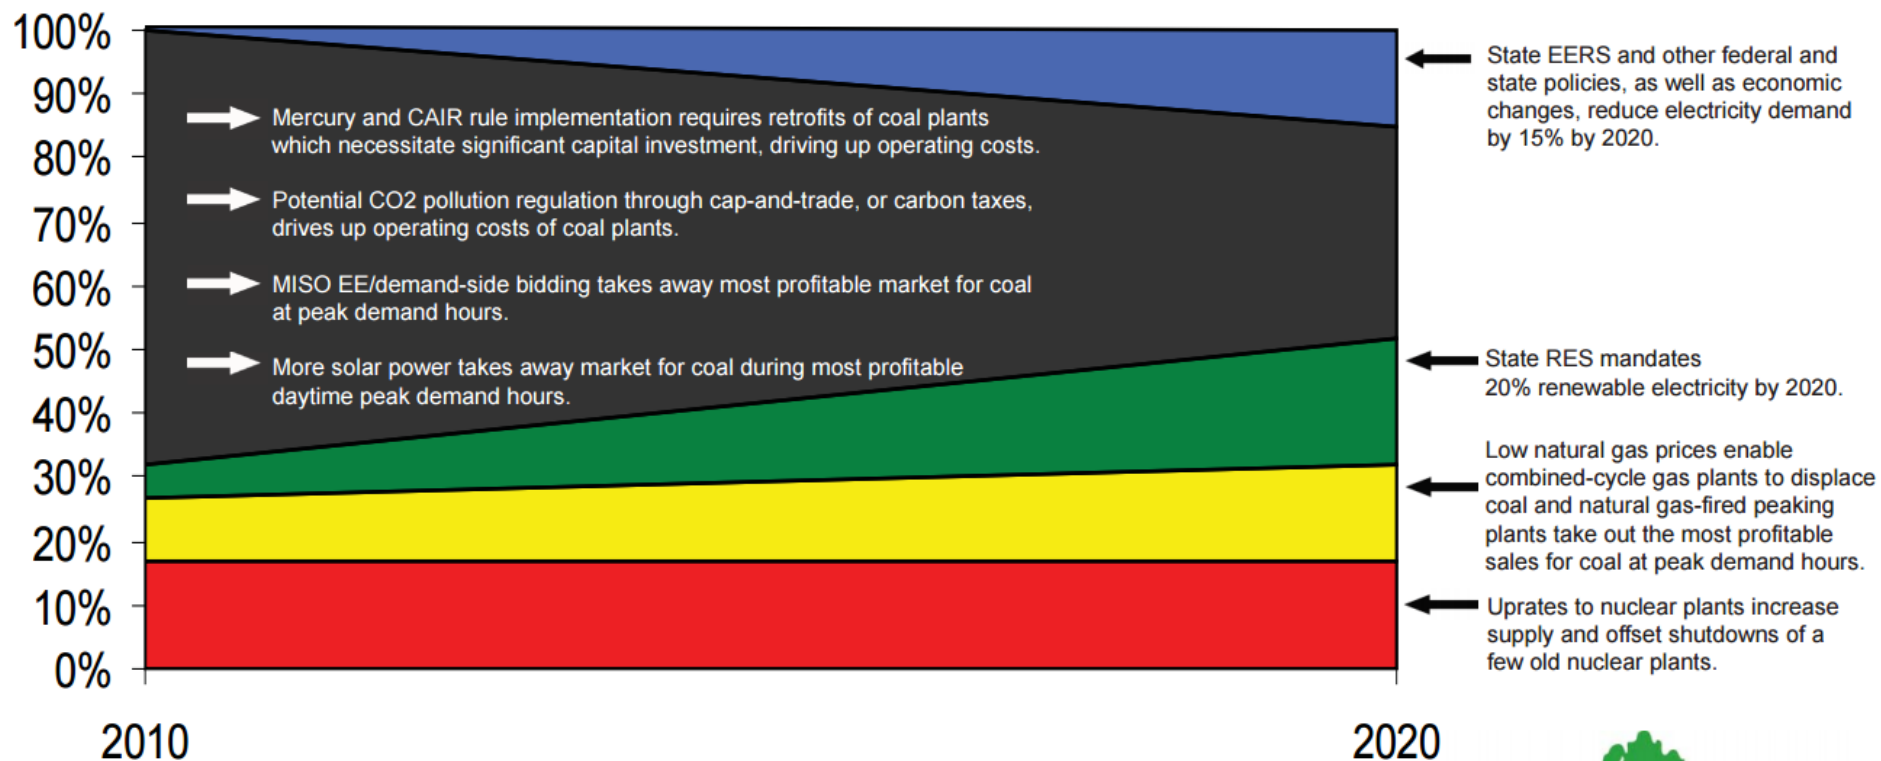 100%
90%
80%
70%
60%
50%
40%
30%
20%
10%
0%
2010
2020
Mercury and CAIR rule implementation requires retrofits of coal plants
which necessitate significant capital investment, driving up operating costs.
Potential CO2 pollution regulation through cap-and-trade, or carbon taxes,
drives up operating costs of coal plants.
MISO EE/demand-side bidding takes away most profitable market for coal
at peak demand hours.
More solar power takes away market for coal during most profitable
daytime peak demand hours.
State EERS and other federal and
state policies, as well as economic
changes, reduce electricity demand
by 15% by 2020.
State RES mandates
20% renewable electricity by 2020.
Low natural gas prices enable
combined-cycle gas plants to displace
coal and natural gas-fired peaking
plants take out the most profitable
sales for coal at peak demand hours.
Uprates to nuclear plants increase
supply and offset shutdowns of a
few old nuclear plants.